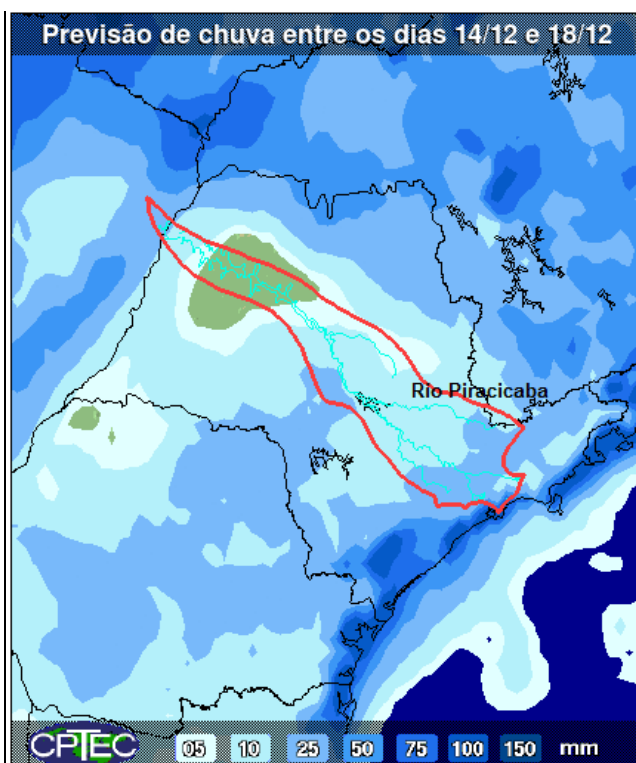 Previsão de chuva entre os dias 14/12 e 18/12
Rio Piracicaba
CPTEC 05 10 25 50 75 100 150 mm